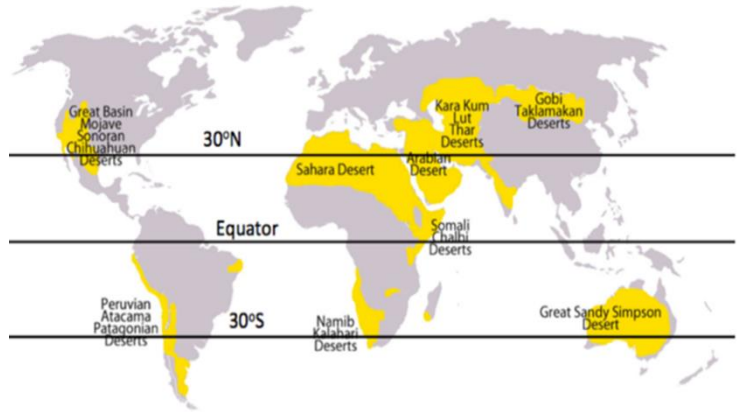 Great Basin
Mojave
Sonoran
Chihuahuan
Deserts
30ºN
Sahara Desert
Arabian
Desert
Kara Kum
Lut
Thar
Deserts
Gobi
Taklamakan
Deserts
Equator
Somali
Chalbi
Deserts
Peruvian
Atacama
Patagonian
Deserts
30ºS
Namib
Kalahari
Deserts
Great Sandy Simpson
Desert